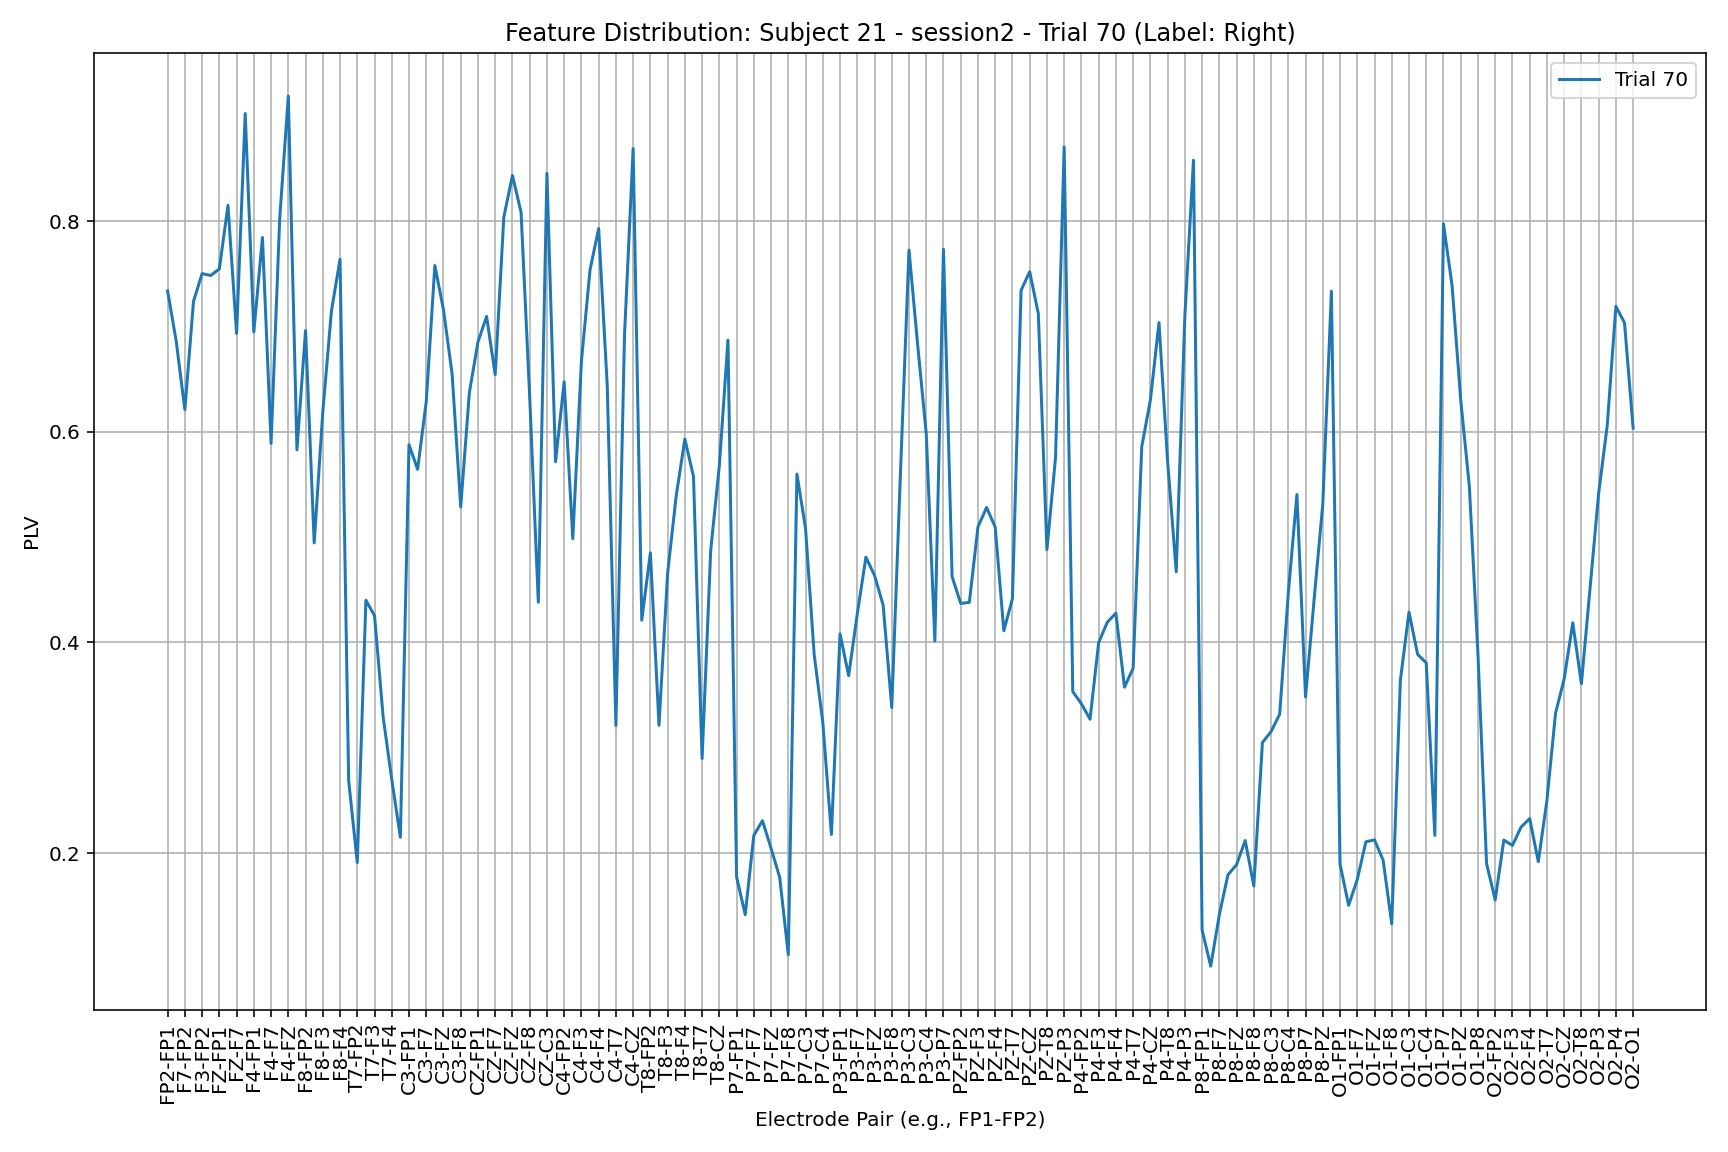 Feature Distribution: Subject 21 - session2 - Trial 70 (Label: Right)
Trial 70
PLV
0.8
0.6
0.4
0.2
FP2-FP1
F7-FP2
F3-FP2
FZ-FP1
FZ-F7
F4-FP1
F4-F7
F4-FZ
F8-FP2
F8-F3
F8-F4
T7-FP2
T7-F3
T7-F4
C3-FP1
C3-F7
C3-FZ
C3-F8
CZ-FP1
CZ-F7
CZ-FZ
CZ-F8
CZ-C3
C4-FP2
C4-F3
C4-F4
C4-T7
C4-CZ
T8-FP2
T8-F3
T8-F4
T8-T7
T8-CZ
P7-FP1
P7-F7
P7-FZ
P7-F8
P7-C3
P7-C4
P3-FP1
P3-F7
P3-FZ
P3-F8
P3-C3
P3-C4
P3-P7
PZ-FP2
PZ-F3
PZ-F4
PZ-T7
PZ-CZ
PZ-T8
PZ-P3
P4-FP2
P4-F3
P4-F4
P4-T7
P4-CZ
P4-T8
P4-P3
P8-FP1
P8-F7
P8-FZ
P8-F8
P8-C3
P8-C4
P8-P7
P8-PZ
O1-FP1
O1-F7
O1-FZ
O1-F8
O1-C3
O1-C4
O1-P7
O1-PZ
O1-P8
O2-FP2
O2-F3
O2-F4
O2-T7
O2-CZ
O2-T8
O2-P3
O2-P4
O2-O1
Electrode Pair (e.g., FP1-FP2)